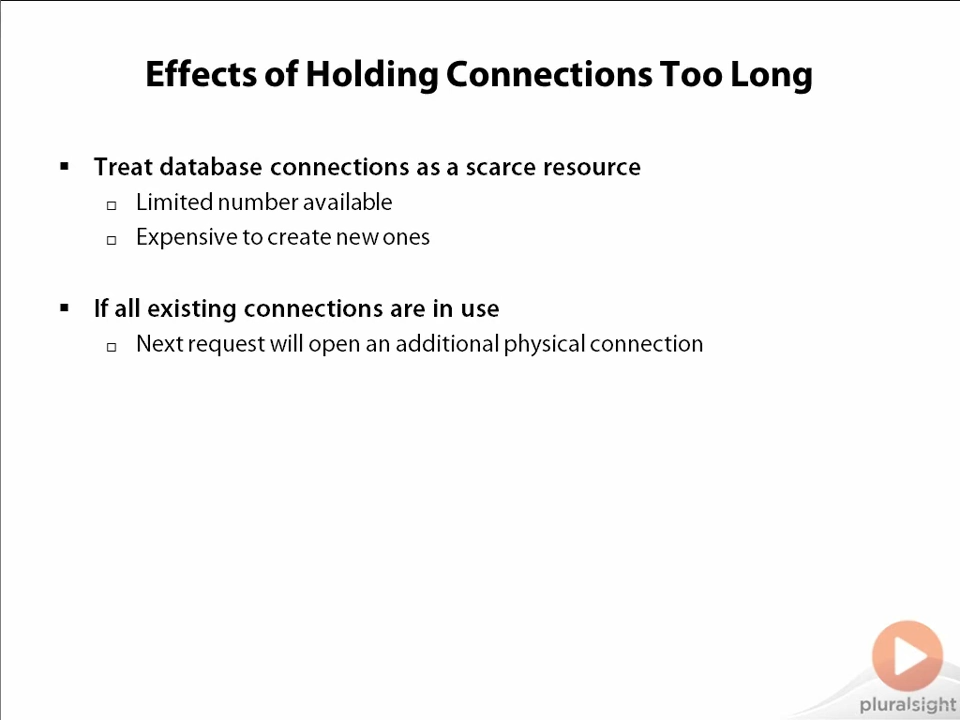 Effects of Holding Connections Too Long
Treat database connections as a scarce resource
Limited number available
Expensive to create new ones
If all existing connections are in use
Next request will open an additional physical connection
pluralsight